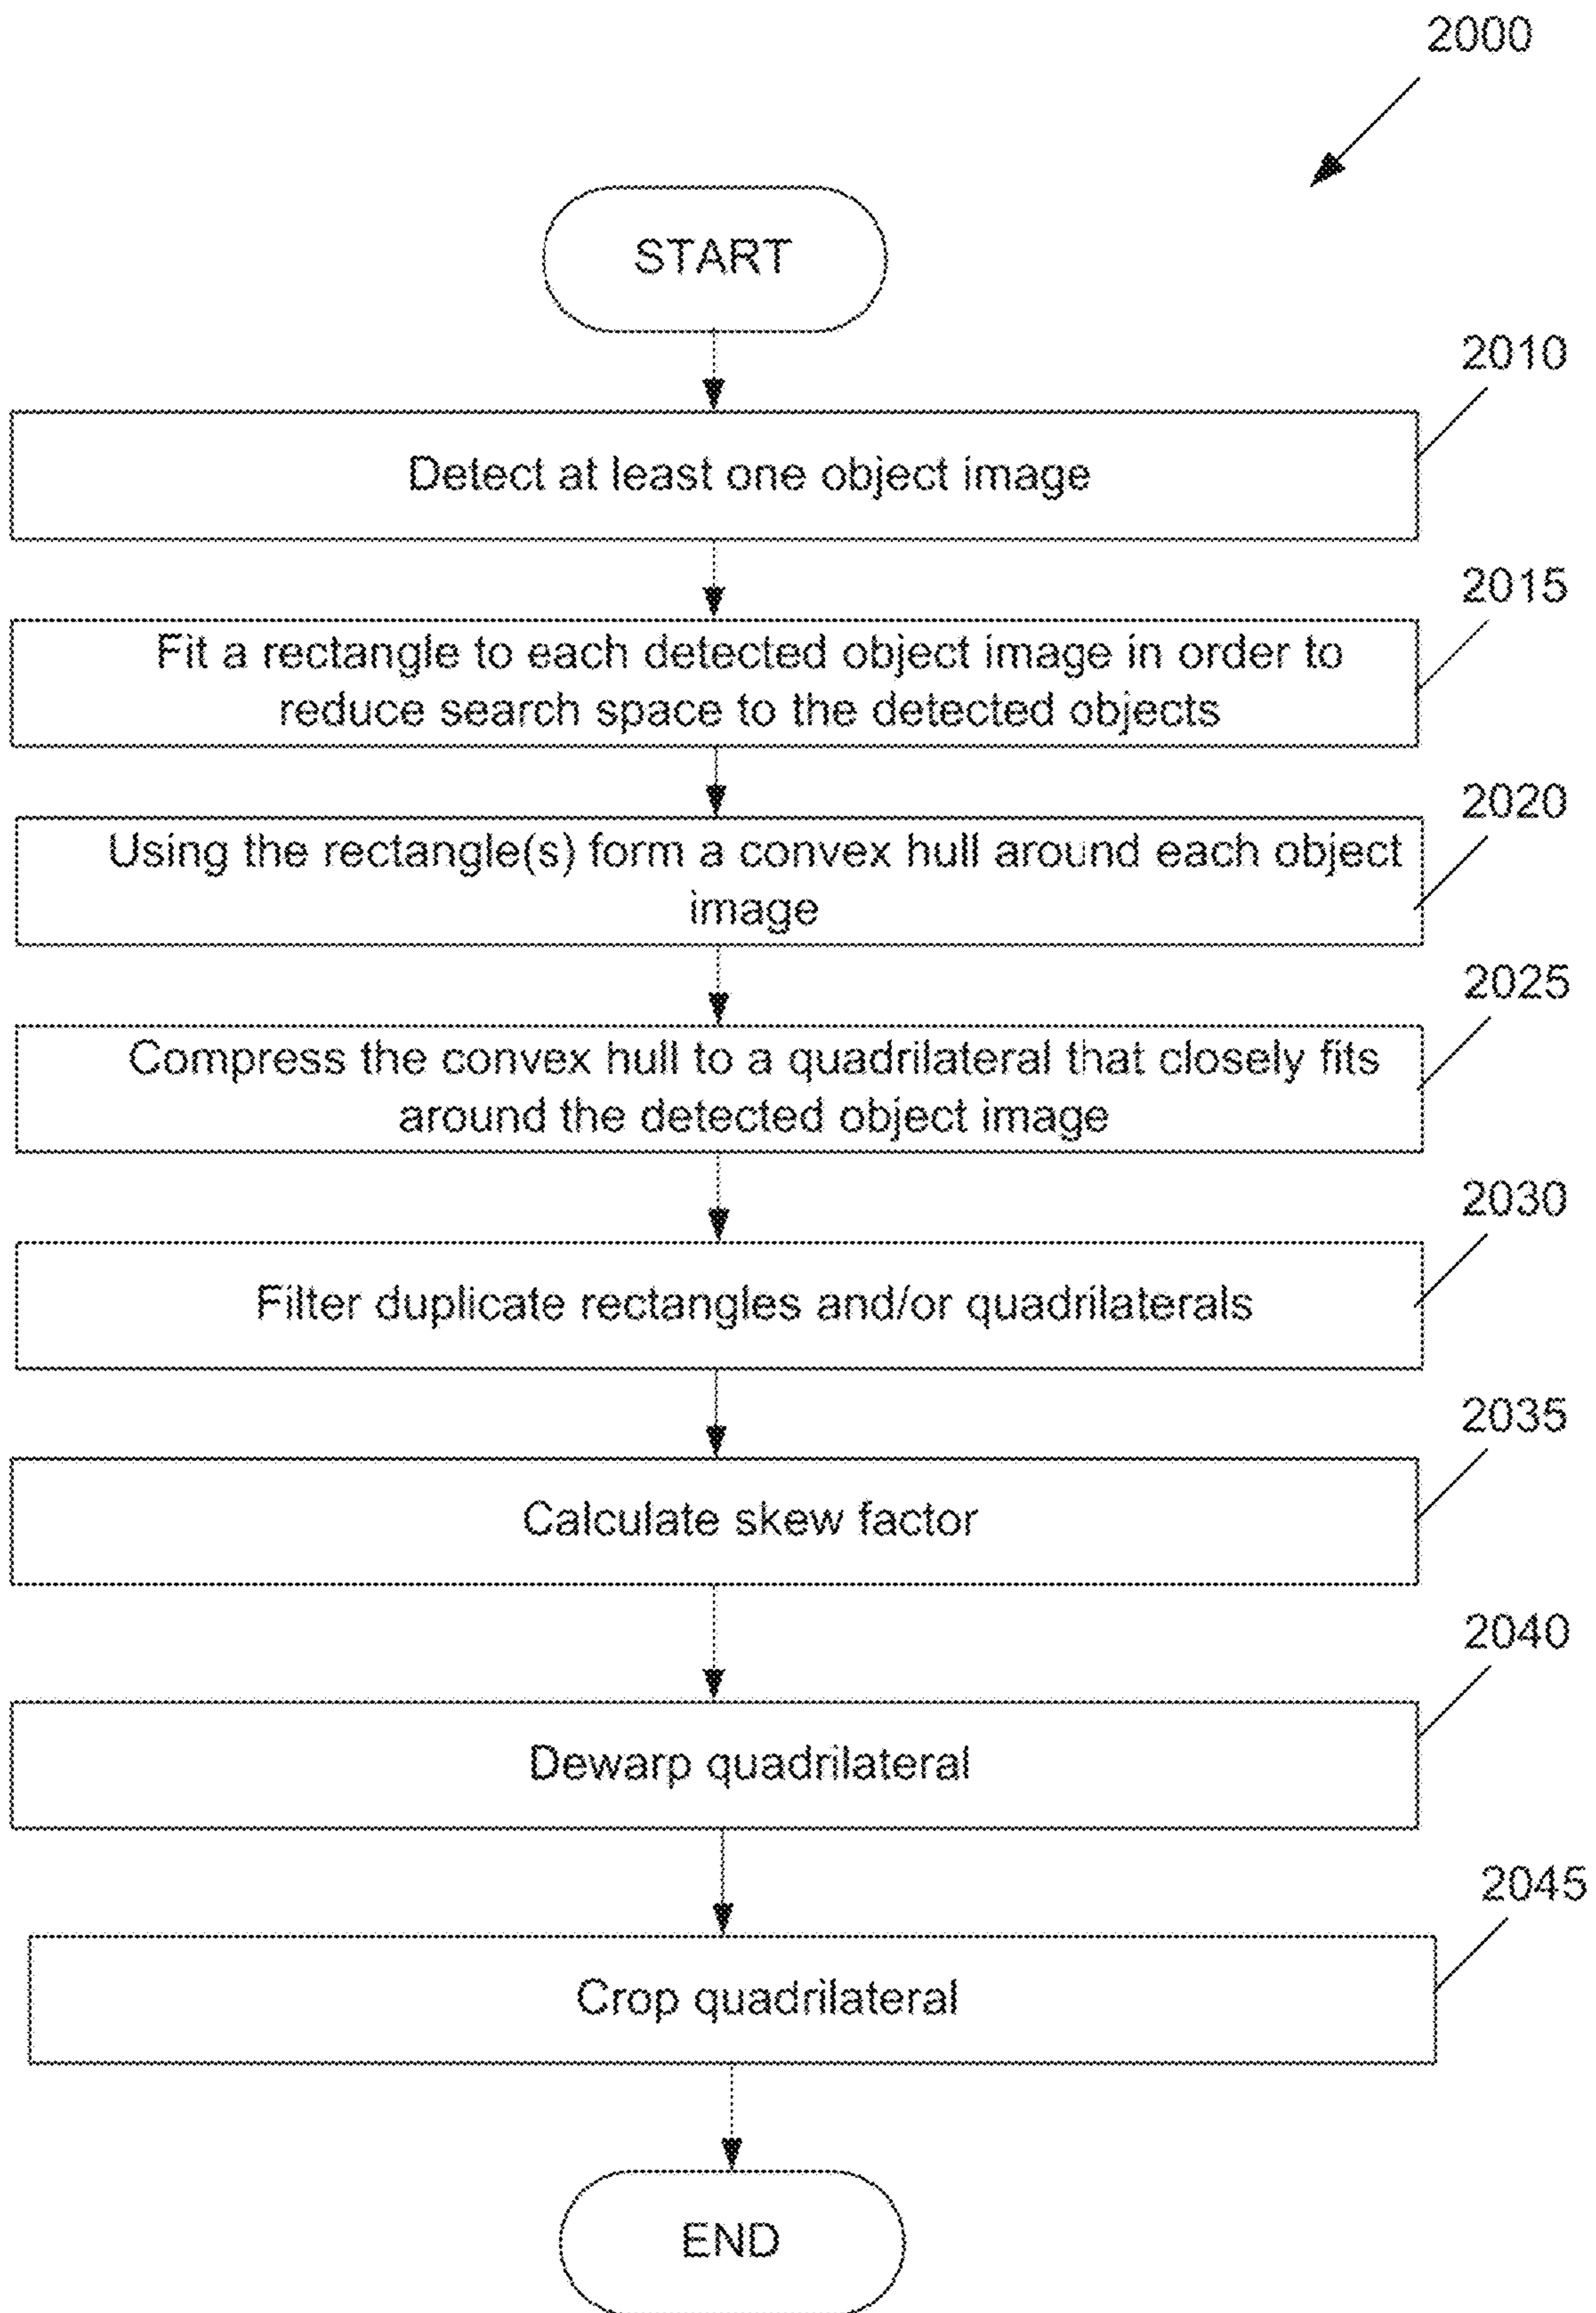 2000
START
2010
Detect at least one object image
2015
Fit a rectangle to each detected object image in order to
reduce search space to the detected objects
2020
Using the rectangle(s) form a convex hull around each object
image
2025
Compress the convex hull to a quadrilateral that closely fits
around the detected object image
2030
Filter duplicate rectangles and/or quadrilaterals
2035
Calculate skew factor
2040
Dewarp quadrilateral
2045
Crop quadrilateral
END